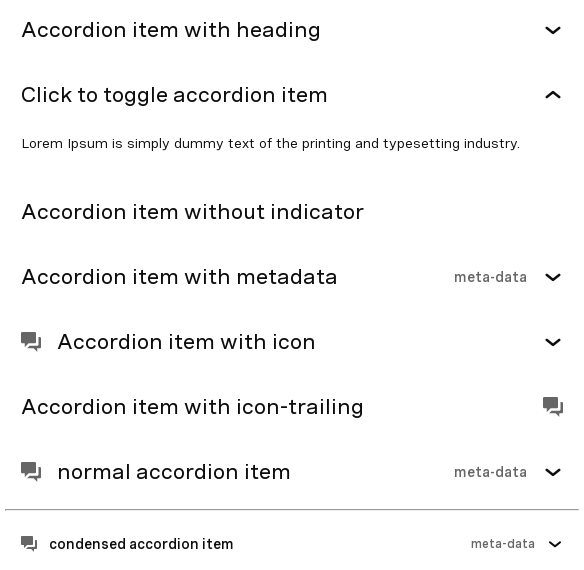 Accordion item with heading
Click to toggle accordion item
Lorem Ipsum is simply dummy text of the printing and typesetting industry.
Accordion item without indicator
Accordion item with metadata meta-data
Accordion item with icon
Accordion item with icon-trailing
normal accordion item meta-data
condensed accordion item meta-data